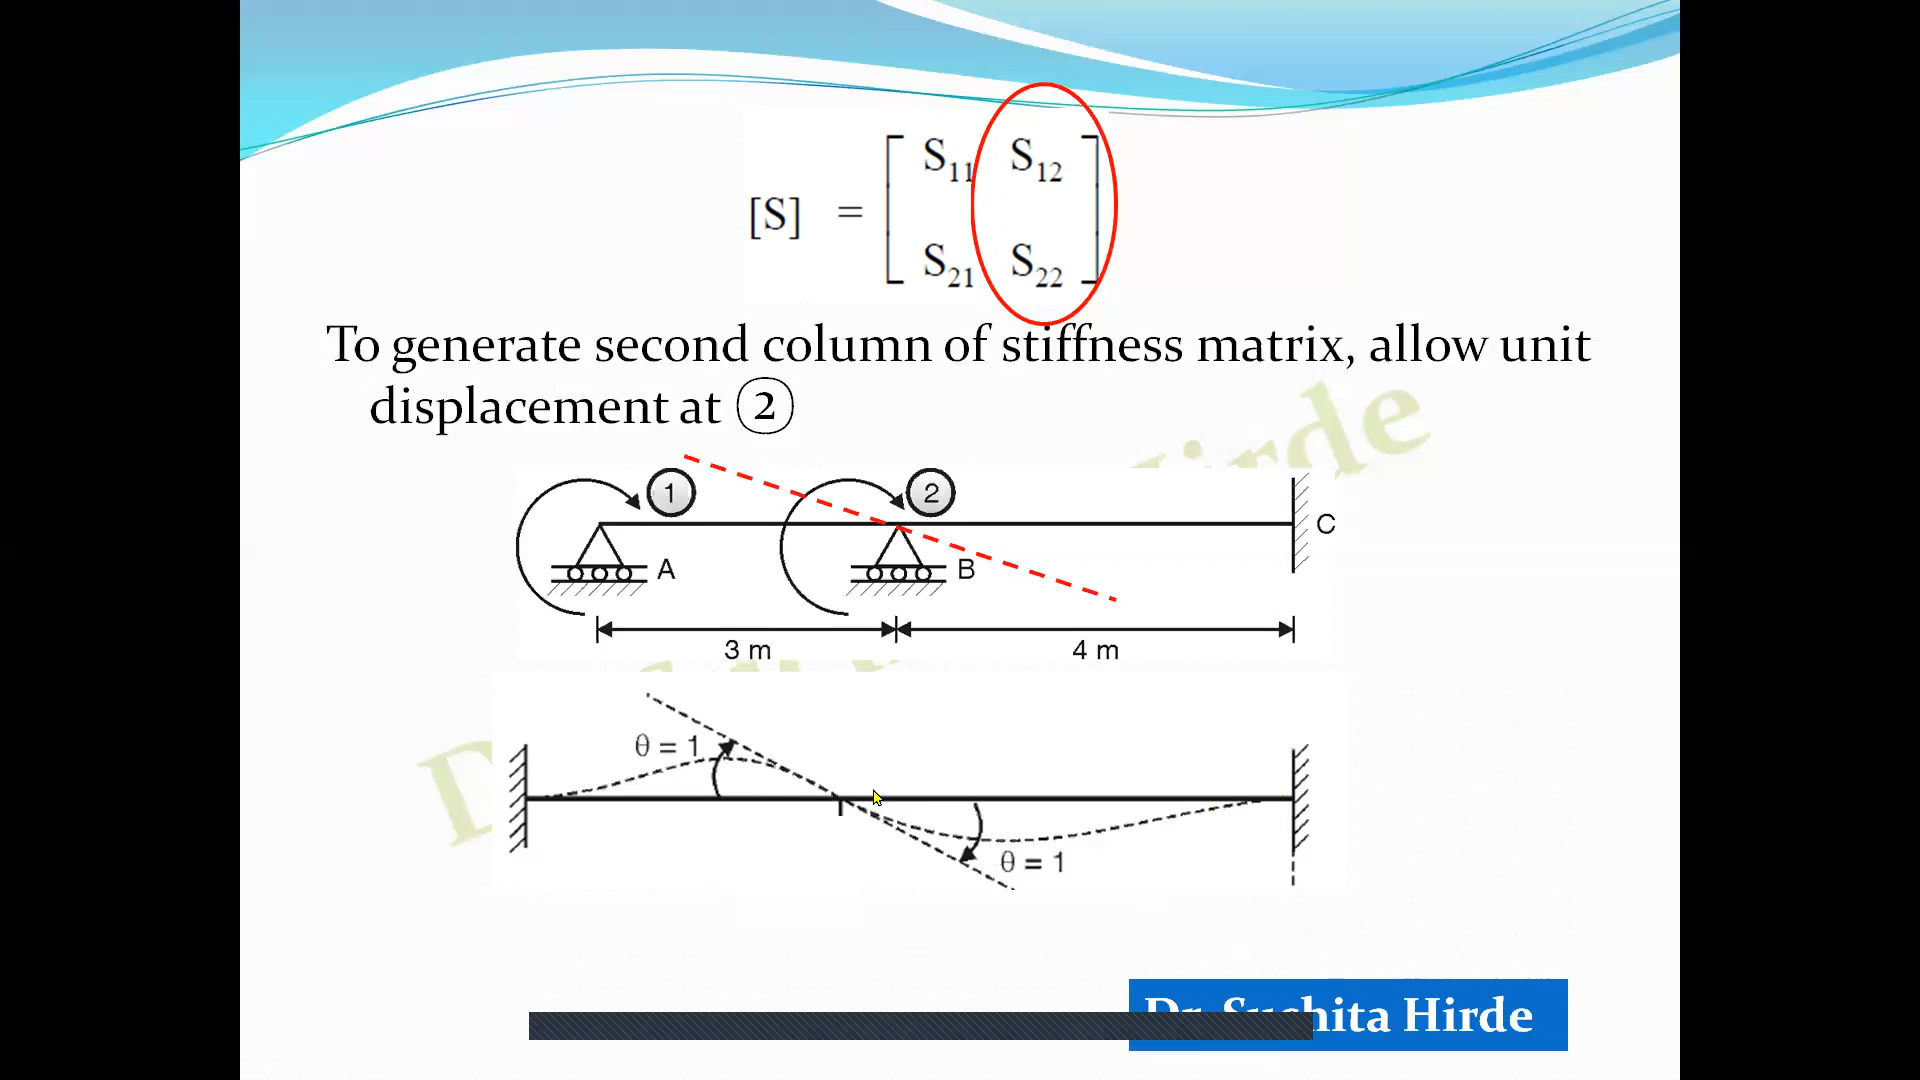 [S] = [ S11 S12
S21 S22 ]
To generate second column of stiffness matrix, allow unit
displacement at 2
1 2
C
A B
3 m 4 m
θ = 1
θ = 1
Dr. Suchita Hirde